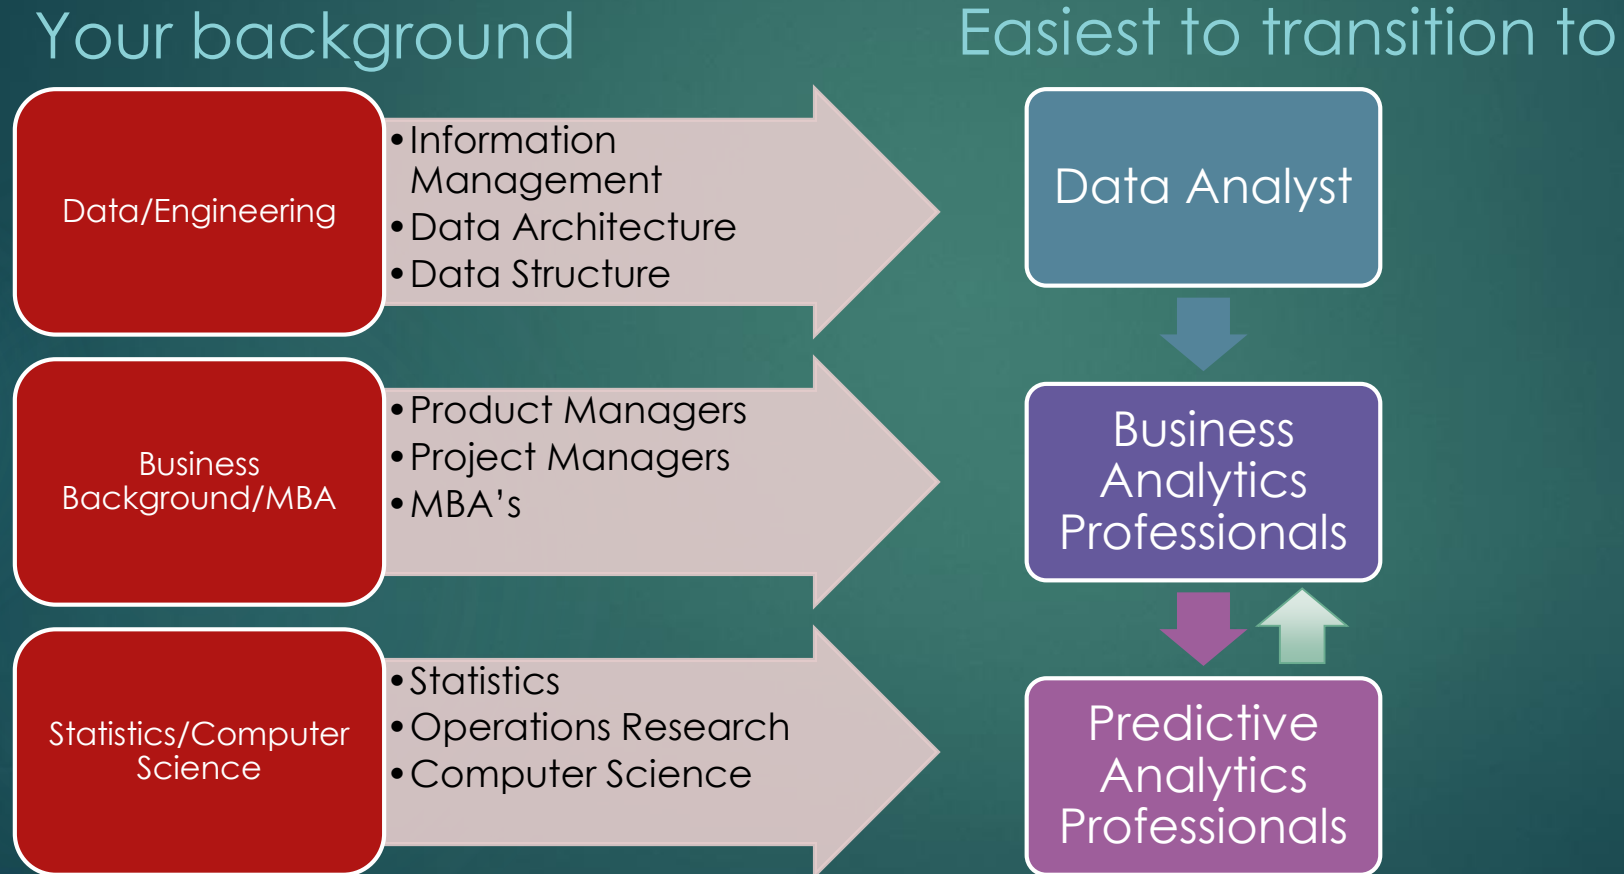 Your background
Easiest to transition to
Data/Engineering
•Information
Management
•Data Architecture
•Data Structure
Data Analyst
Business
Background/MBA
•Product Managers
•Project Managers
•MBA’s
Business
Analytics
Professionals
Statistics/Computer
Science
•Statistics
•Operations Research
•Computer Science
Predictive
Analytics
Professionals